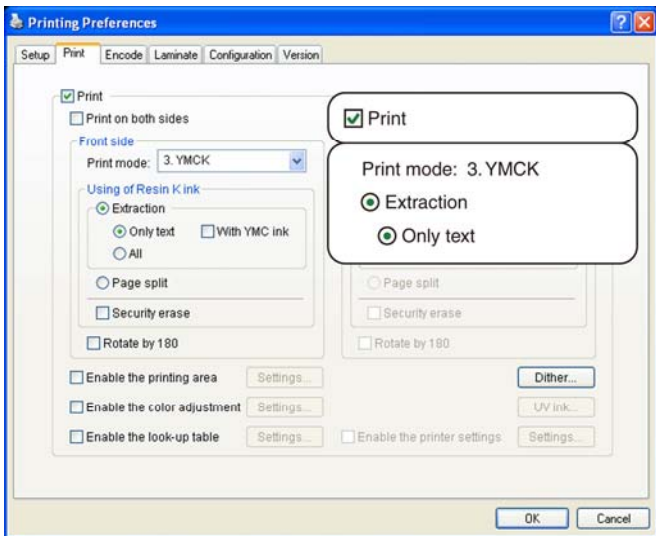 Printing Preferences
Setup Print Encode Laminate Configuration Version
Print
Print on both sides
Front side
Print mode: 3. YMCK
Using of Resin K ink
Extraction
Only text With YMC ink
All
Page split
Security erase
Rotate by 180
Print
Print mode: 3. YMCK
Extraction
Only text
Page split
Security erase
Rotate by 180
Enable the printing area Settings... Dither...
Enable the color adjustment Settings... UV ink...
Enable the look-up table Settings... Enable the printer settings Settings...
OK Cancel